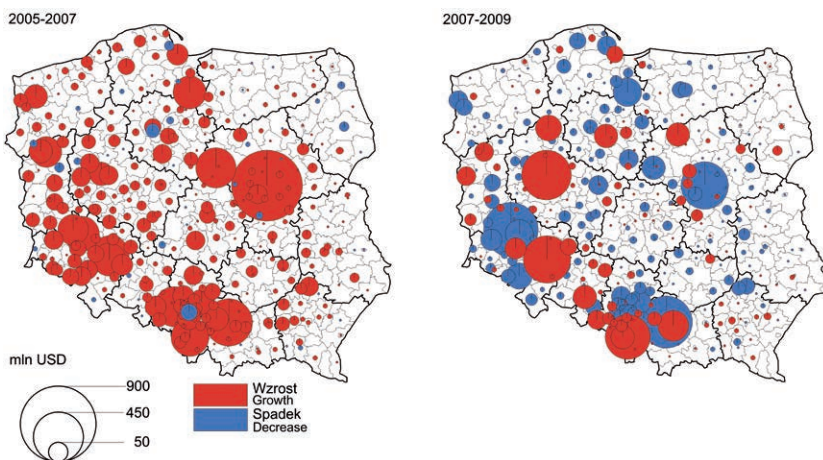 2005-2007
2007-2009
mln USD
900
450
50
Wzrost
Growth
Spadek
Decrease